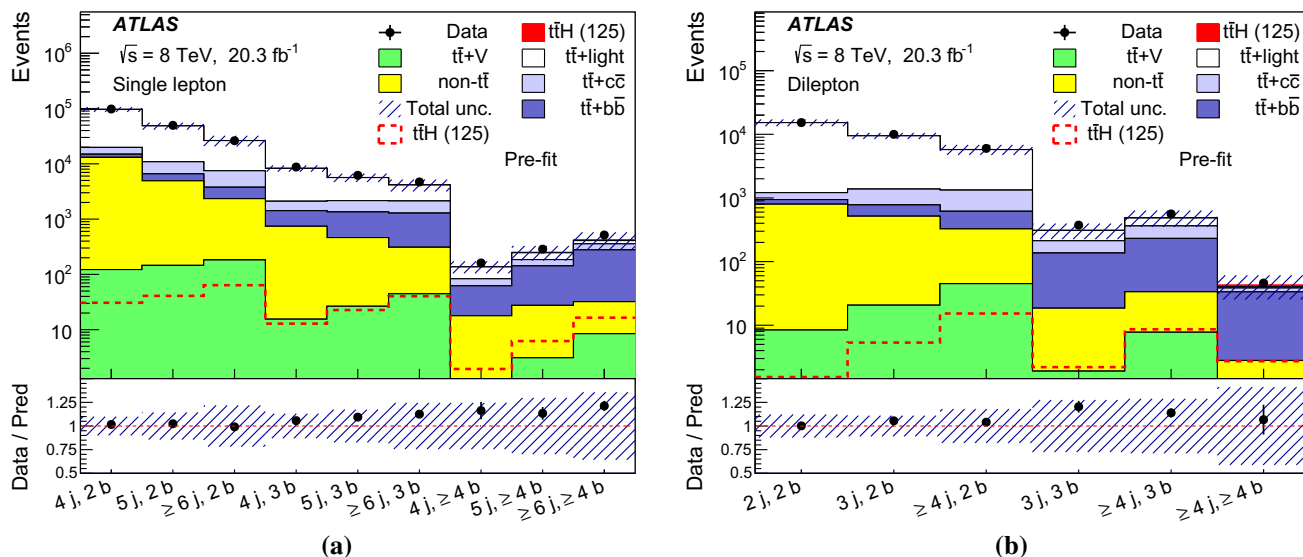 ATLAS
√s = 8 TeV, 20.3 fb⁻¹
Single lepton
Data
tt̄+V
non-tt̄
Total unc.
tt̄H (125)
tt̄H (125)
tt̄+light
tt̄+cc̄
tt̄+bb̄
Pre-fit
Events
10⁶
10⁵
10⁴
10³
10²
10
Data / Pred
1.25
1
0.75
0.5
4 j, 2 b
5 j, 2 b
≥ 6 j, 2 b
4 j, 3 b
5 j, 3 b
≥ 6 j, 3 b
4 j, ≥ 4 b
5 j, ≥ 4 b
≥ 6 j, ≥ 4 b
(a)
ATLAS
√s = 8 TeV, 20.3 fb⁻¹
Dilepton
Data
tt̄+V
non-tt̄
Total unc.
tt̄H (125)
tt̄H (125)
tt̄+light
tt̄+cc̄
tt̄+bb̄
Pre-fit
Events
10⁵
10⁴
10³
10²
10
Data / Pred
1.25
1
0.75
0.5
2 j, 2 b
3 j, 2 b
≥ 4 j, 2 b
3 j, 3 b
≥ 4 j, 3 b
≥ 4 j, ≥ 4 b
(b)